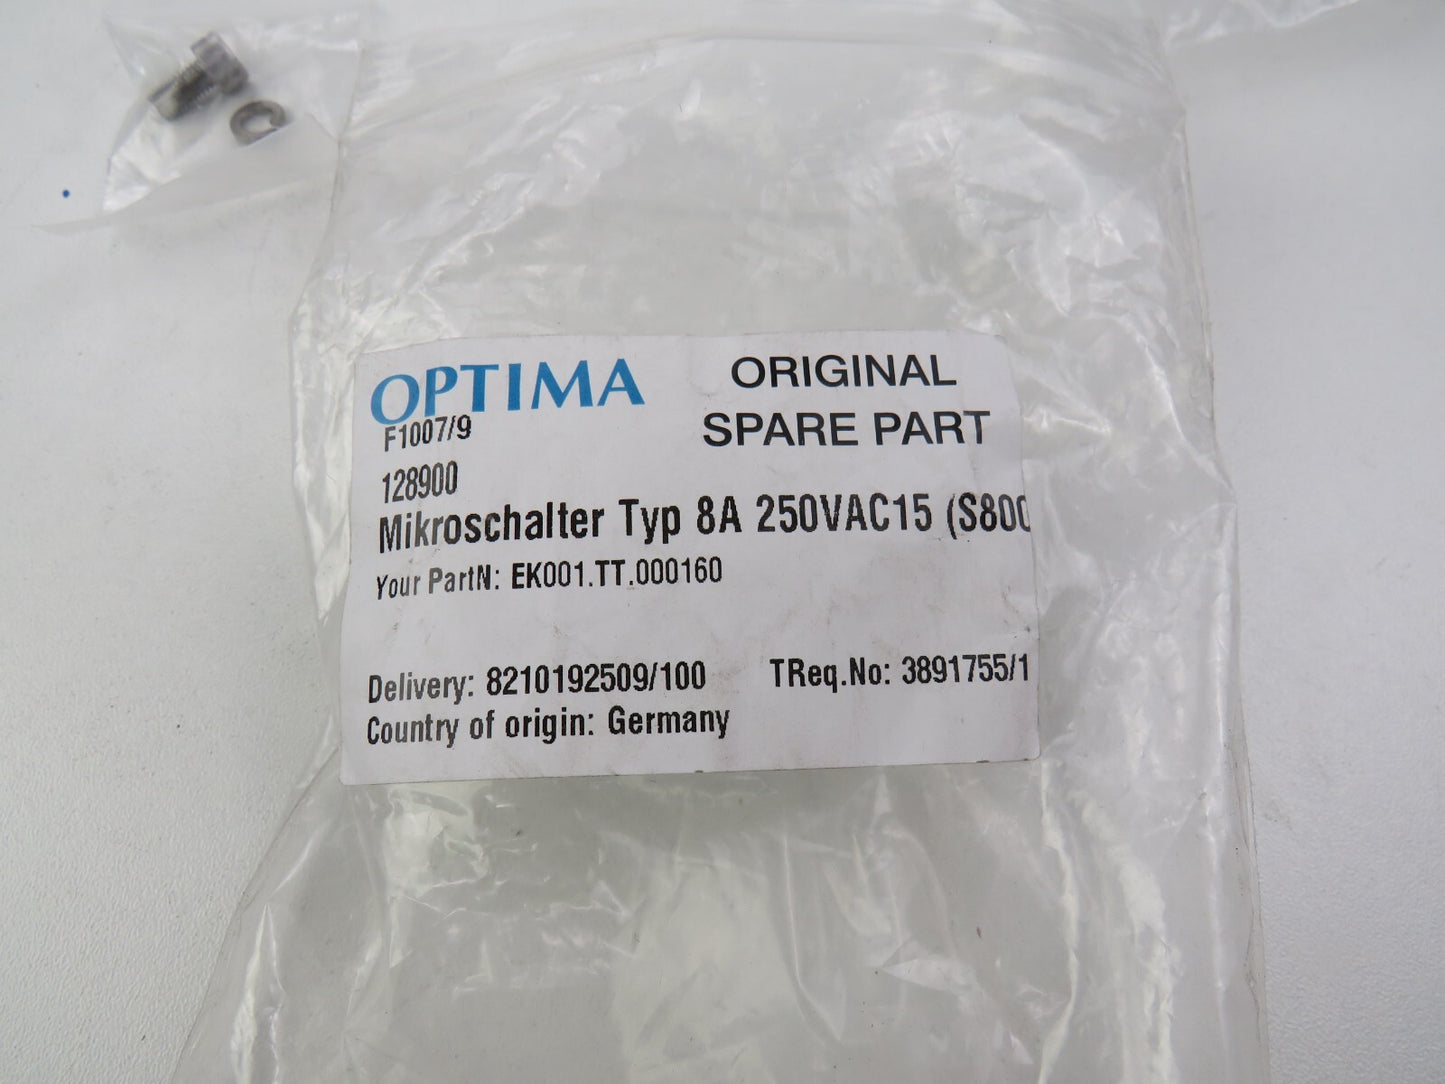 OPTIMA
ORIGINAL
SPARE PART
F1007/9
128900
Mikroschalter Typ 8A 250VAC15 (S800
Your PartN: EK001.TT.000160
Delivery: 8210192509/100 TReq.No: 3891755/1
Country of origin: Germany